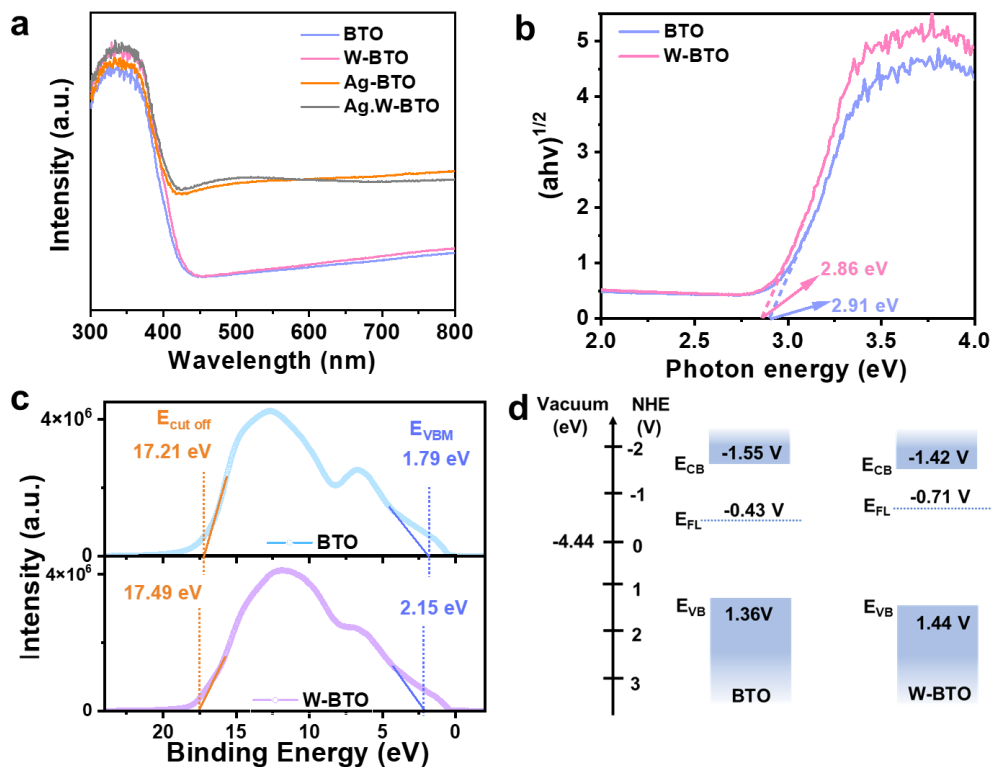 a
BTO
W-BTO
Ag-BTO
Ag.W-BTO
Intensity (a.u.)
300 400 500 600 700 800
Wavelength (nm)
b
BTO
W-BTO
(ahv)^1/2
5
4
3
2
1
0
2.86 eV
2.91 eV
2.0 2.5 3.0 3.5 4.0
Photon energy (eV)
c
4×10^6
0
E_cut off
17.21 eV
E_VBM
1.79 eV
BTO
4×10^6
0
17.49 eV
2.15 eV
W-BTO
Intensity (a.u.)
20 15 10 5 0
Binding Energy (eV)
d
Vacuum NHE
(eV) (V)
-2
-1
-4.44 0
1
2
3
E_CB -1.55 V
E_FL -0.43 V
E_VB 1.36V
BTO
E_CB -1.42 V
E_FL -0.71 V
E_VB 1.44 V
W-BTO